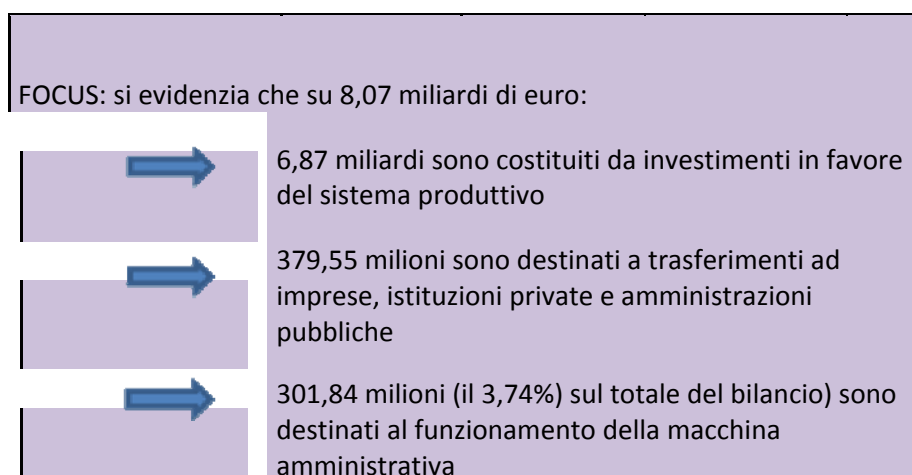 FOCUS: si evidenzia che su 8,07 miliardi di euro:
6,87 miliardi sono costituiti da investimenti in favore
del sistema produttivo
379,55 milioni sono destinati a trasferimenti ad
imprese, istituzioni private e amministrazioni
pubbliche
301,84 milioni (il 3,74%) sul totale del bilancio) sono
destinati al funzionamento della macchina
amministrativa